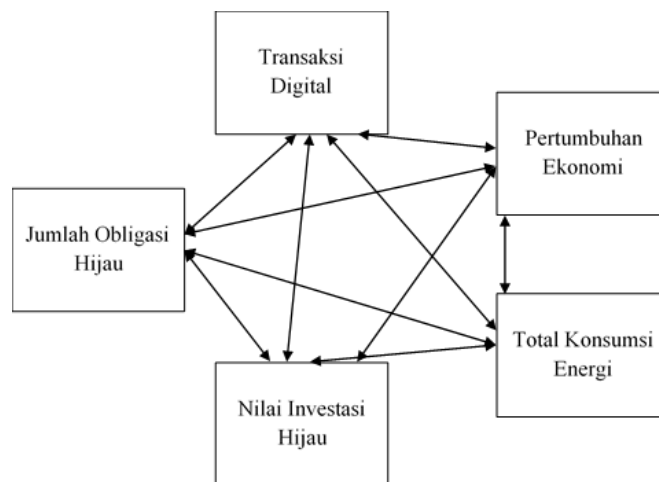 Transaksi
Digital
Pertumbuhan
Ekonomi
Jumlah Obligasi
Hijau
Total Konsumsi
Energi
Nilai Investasi
Hijau